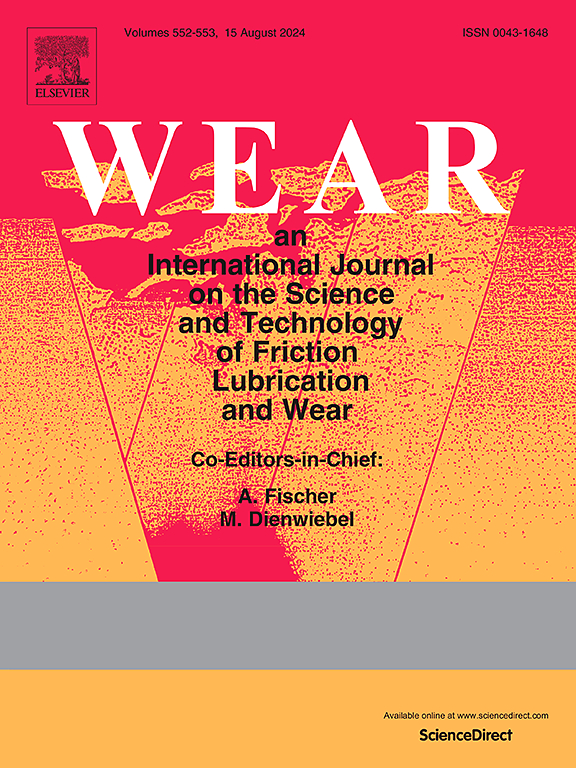 Volumes 552-553, 15 August 2024
ISSN 0043-1648
ELSEVIER
WEAR
an
International Journal
on the Science
and Technology
of Friction
Lubrication
and Wear
Co-Editors-in-Chief:
A. Fischer
M. Dienwiebel
Available online at www.sciencedirect.com
ScienceDirect